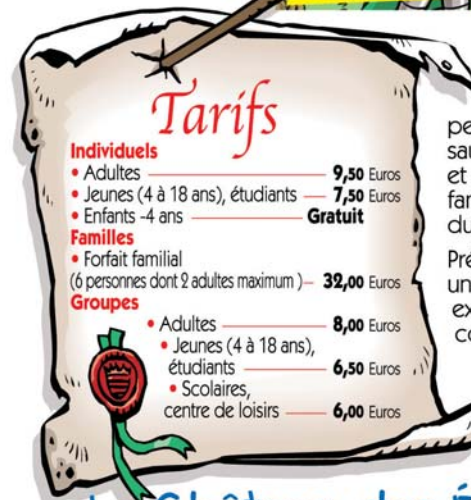 Tarifs
Individuels
• Adultes 9,50 Euros
• Jeunes (4 à 18 ans), étudiants 7,50 Euros
• Enfants -4 ans Gratuit
Familles
• Forfait familial
(6 personnes dont 2 adultes maximum ) 32,00 Euros
Groupes
• Adultes 8,00 Euros
• Jeunes (4 à 18 ans),
étudiants 6,50 Euros
• Scolaires,
centre de loisirs 6,00 Euros
et